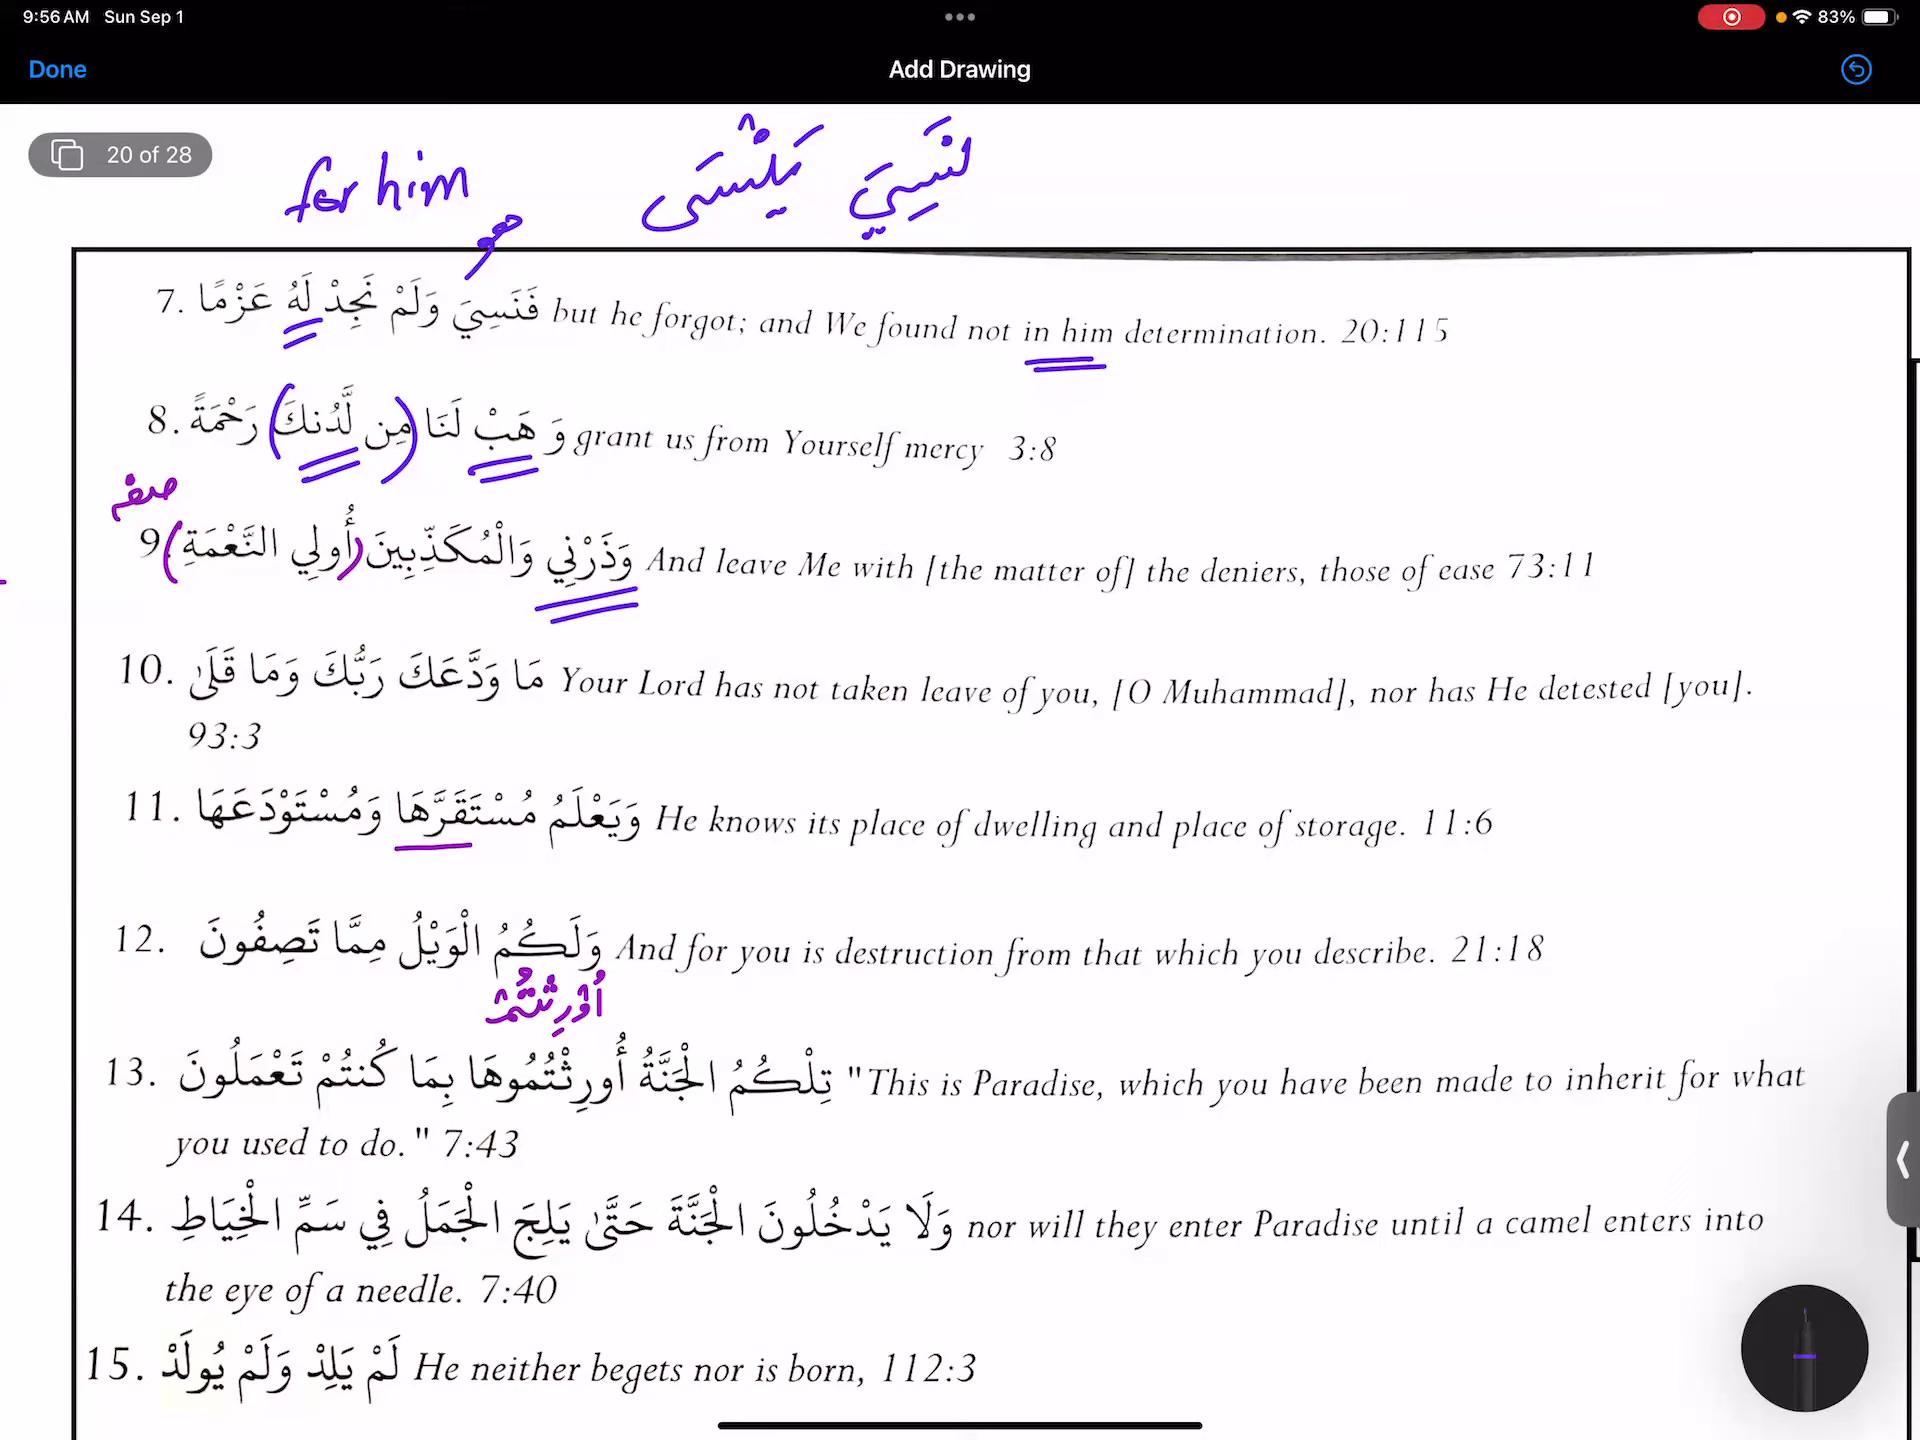 9:56 AM Sun Sep 1
83%
Done
Add Drawing
20 of 28
for him
يَنْسَى
نَسِيَ
هو
7. فَنَسِيَ وَلَمْ نَجِدْ لَهُ عَزْمًا but he forgot; and We found not in him determination. 20:115
8. وَ هَبْ لَنَا (مِن لَّدُنكَ) رَحْمَةً grant us from Yourself mercy 3:8
صفة
9. وَذَرْنِي وَالْمُكَذِّبِينَ (أُولِي النَّعْمَةِ) And leave Me with [the matter of] the deniers, those of ease 73:11
10. مَا وَدَّعَكَ رَبُّكَ وَمَا قَلَىٰ Your Lord has not taken leave of you, [O Muhammad], nor has He detested [you].
93:3
11. وَيَعْلَمُ مُسْتَقَرَّهَا وَمُسْتَوْدَعَهَا He knows its place of dwelling and place of storage. 11:6
12. وَلَكُمُ الْوَيْلُ مِمَّا تَصِفُونَ And for you is destruction from that which you describe. 21:18
اُوْرِثْتُمْ
13. تِلْكُمُ الْجَنَّةُ أُورِثْتُمُوهَا بِمَا كُنتُمْ تَعْمَلُونَ "This is Paradise, which you have been made to inherit for what
you used to do." 7:43
14. وَلَا يَدْخُلُونَ الْجَنَّةَ حَتَّىٰ يَلِجَ الْجَمَلُ فِي سَمِّ الْخِيَاطِ nor will they enter Paradise until a camel enters into
the eye of a needle. 7:40
15. لَمْ يَلِدْ وَلَمْ يُولَدْ He neither begets nor is born, 112:3